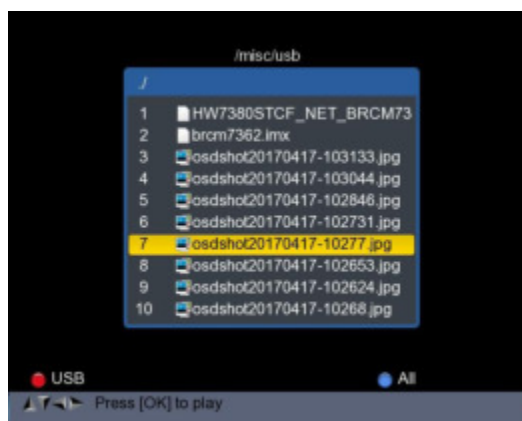 /misc/usb
./
1 HW7380STCF_NET_BRCM73
2 brcm7362.imx
3 osdshot20170417-103133.jpg
4 osdshot20170417-103044.jpg
5 osdshot20170417-102846.jpg
6 osdshot20170417-102731.jpg
7 osdshot20170417-10277.jpg
8 osdshot20170417-102653.jpg
9 osdshot20170417-102624.jpg
10 osdshot20170417-10268.jpg
USB All
Press [OK] to play